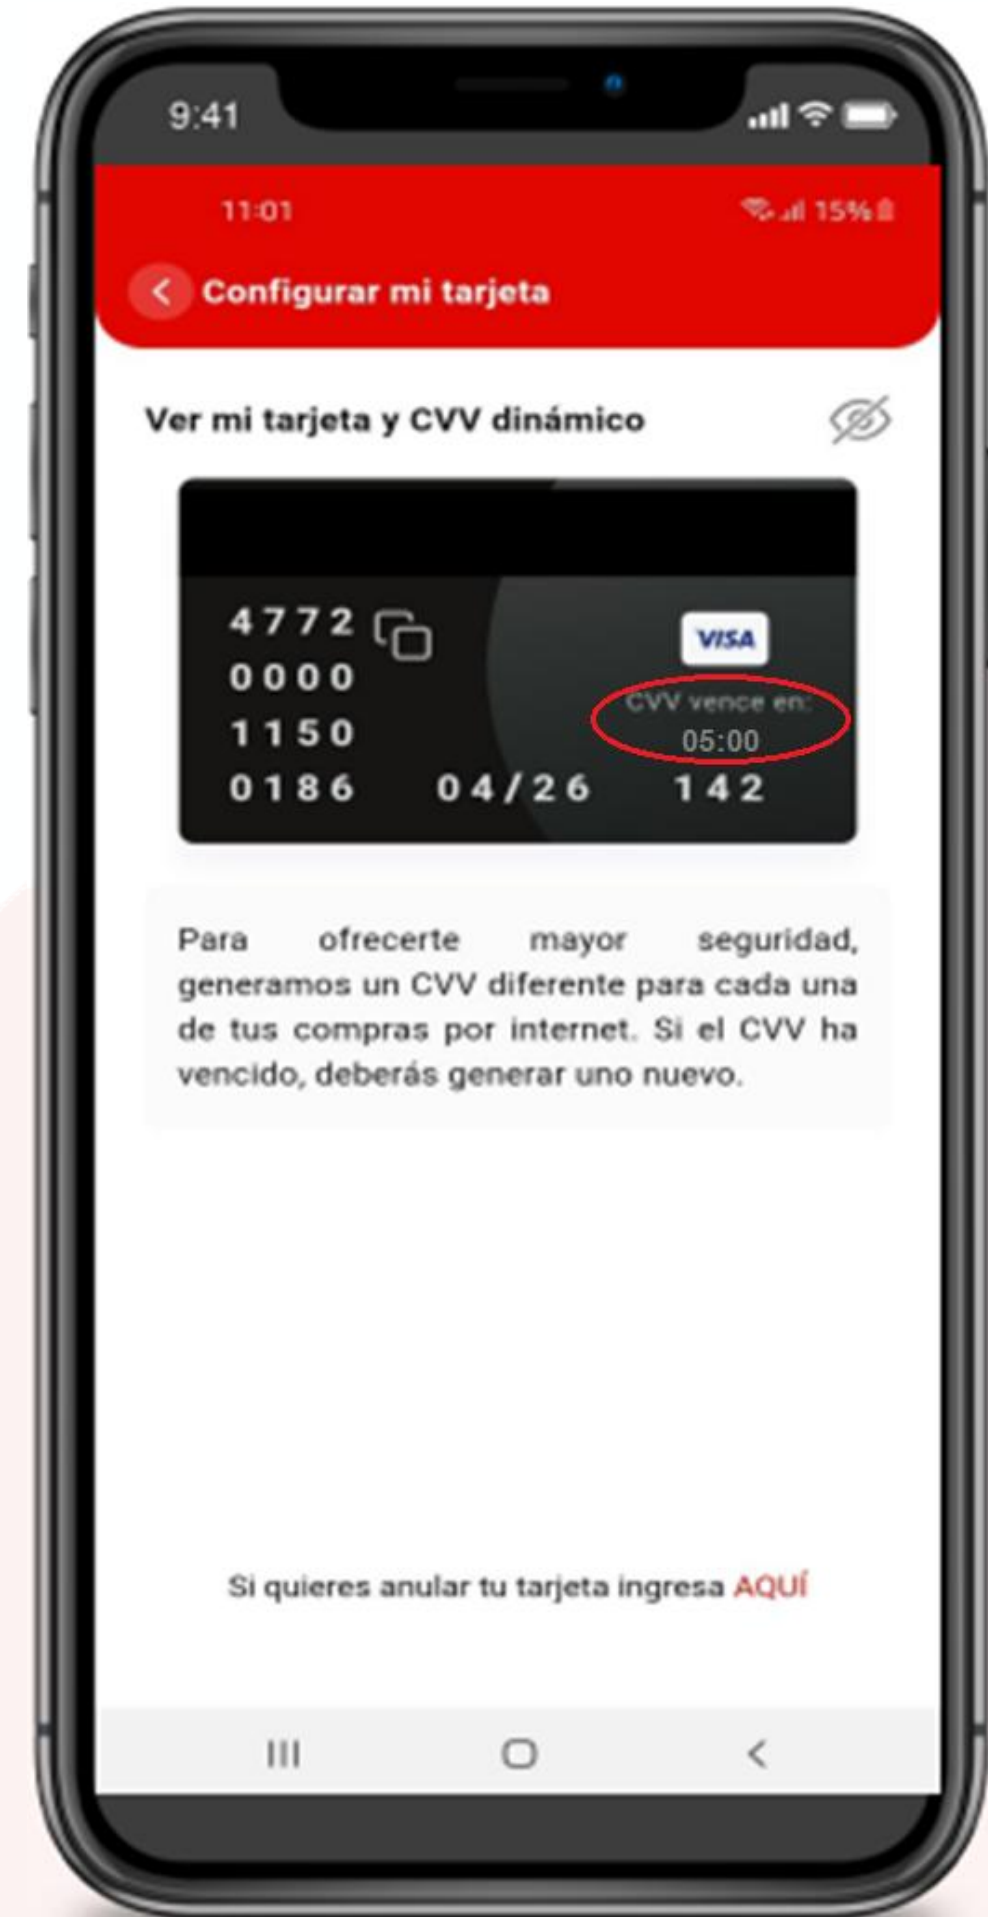 9:41
11:01
15%
Configurar mi tarjeta
Ver mi tarjeta y CVV dinámico
4772
0000
1150
0186
VISA
CVV vence en:
05:00
04/26
142
Para ofrecerte mayor seguridad,
generamos un CVV diferente para cada una
de tus compras por internet. Si el CVV ha
vencido, deberás generar uno nuevo.
Si quieres anular tu tarjeta ingresa AQUÍ